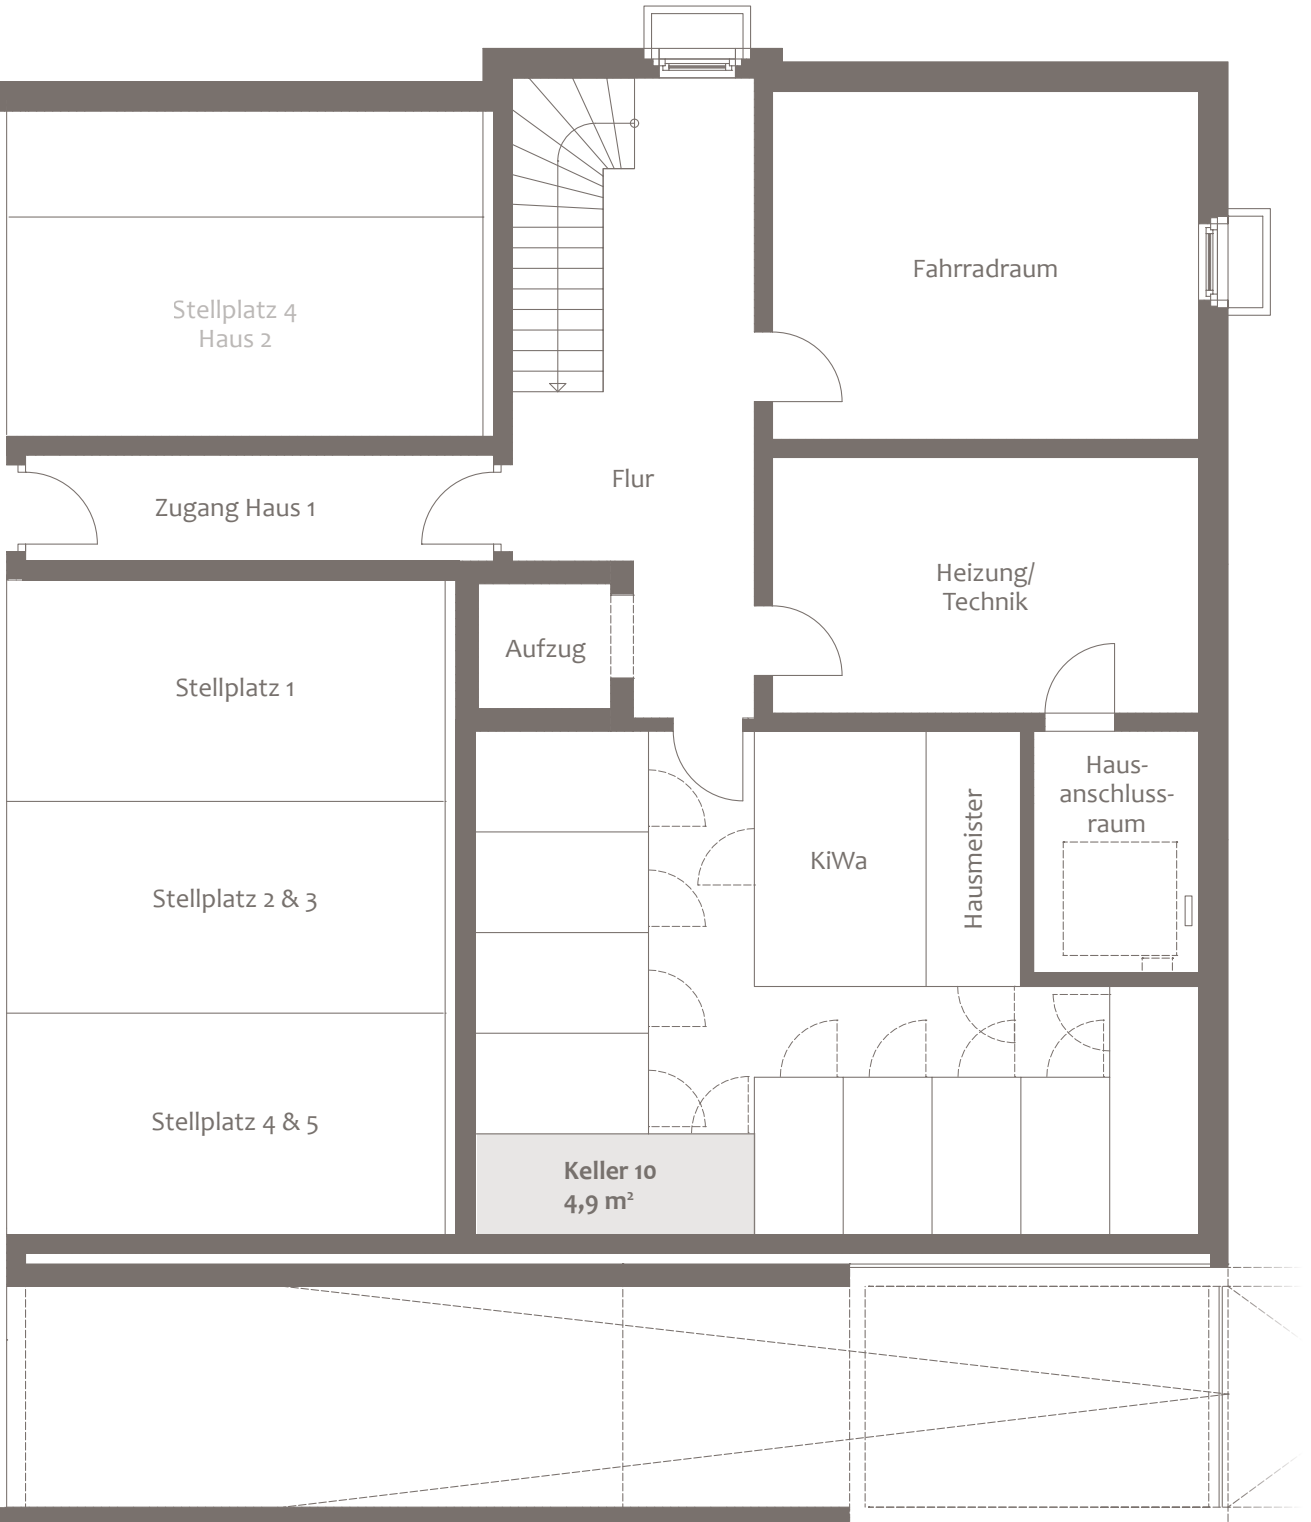 Fahrradraum
Stellplatz 4
Haus 2
Flur
Zugang Haus 1
Heizung/
Technik
Aufzug
Stellplatz 1
Haus-
anschluss-
raum
KiWa
Hausmeister
Stellplatz 2 & 3
Stellplatz 4 & 5
Keller 10
4,9 m²